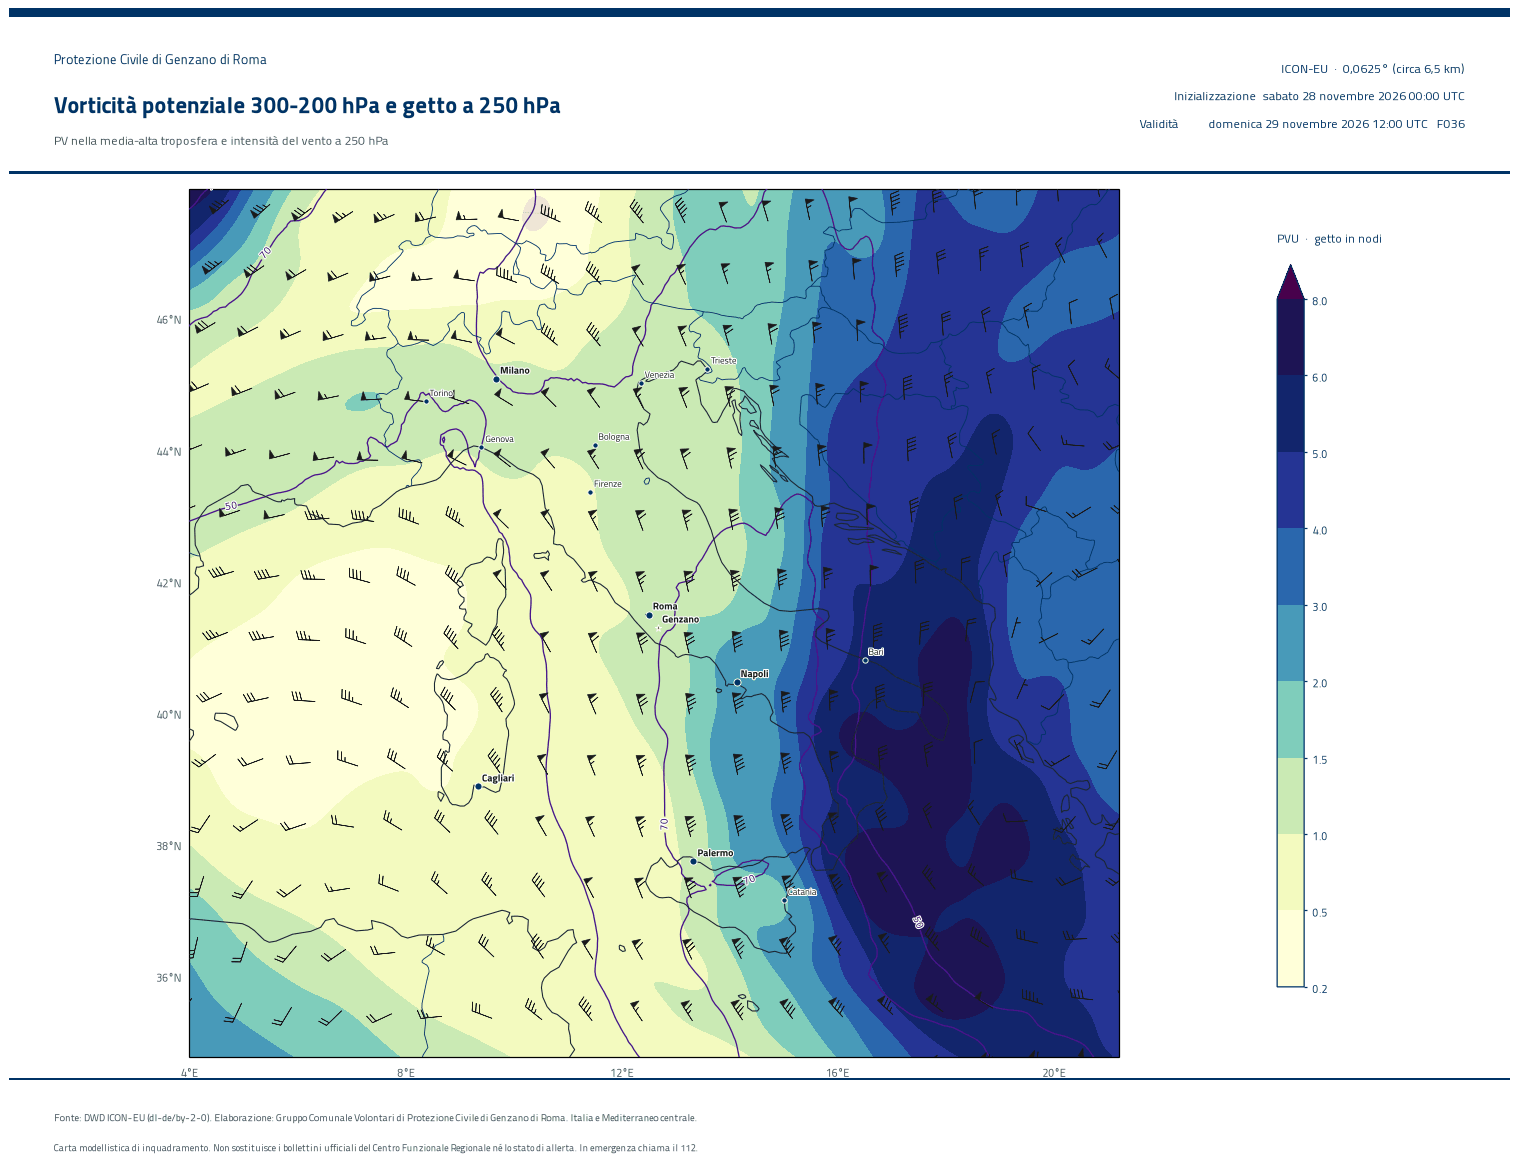 Protezione Civile di Genzano di Roma
Vorticità potenziale 300-200 hPa e getto a 250 hPa
PV nella media-alta troposfera e intensità del vento a 250 hPa
ICON-EU · 0,0625° (circa 6,5 km)
Inizializzazione sabato 28 novembre 2026 00:00 UTC
Validità domenica 29 novembre 2026 12:00 UTC F036
PVU · getto in nodi
8.0
6.0
5.0
4.0
3.0
2.0
1.5
1.0
0.5
0.2
46°N
44°N
42°N
40°N
38°N
36°N
4°E
8°E
12°E
16°E
20°E
70
Trieste
Milano
Venezia
Torino
Genova
Bologna
Firenze
50
Roma
Genzano
Bari
Napoli
Cagliari
70
Palermo
70
Catania
50
Fonte: DWD ICON-EU (dl-de/by-2-0). Elaborazione: Gruppo Comunale Volontari di Protezione Civile di Genzano di Roma. Italia e Mediterraneo centrale.
Carta modellistica di inquadramento. Non sostituisce i bollettini ufficiali del Centro Funzionale Regionale né lo stato di allerta. In emergenza chiama il 112.